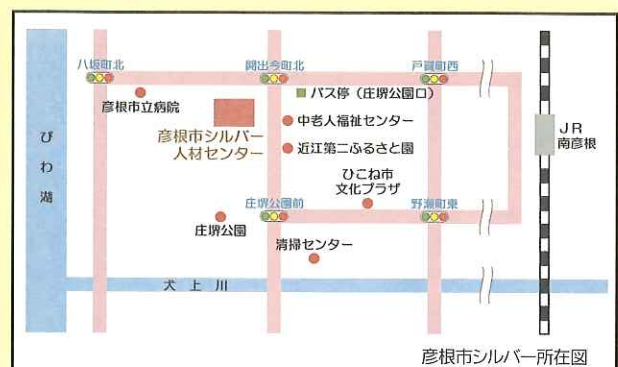 八坂町北
開出今町北
戸賀町西
彦根市立病院
バス停（庄堺公園口）
彦根市シルバー
人材センター
中老人福祉センター
近江第二ふるさと園
びわ湖
JR
南彦根
ひこね市
文化プラザ
庄堺公園前
野瀬町東
庄堺公園
清掃センター
犬上川
彦根市シルバー所在図